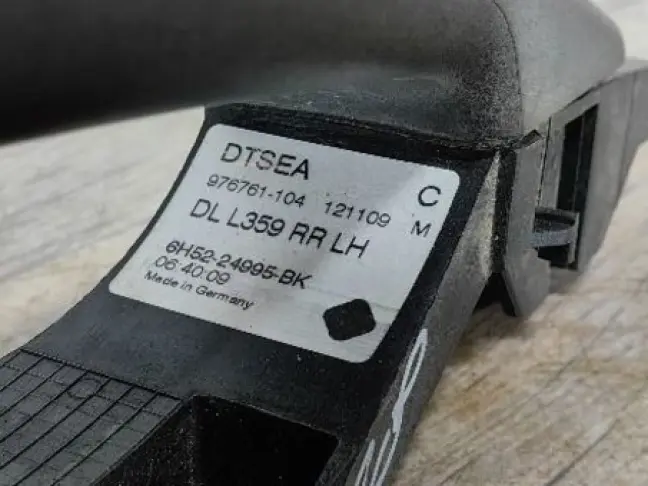 DTSEA C
976761-104 121109 M
DL L359 RR LH
6H52-24995-BK
06:40:09
Made in Germany